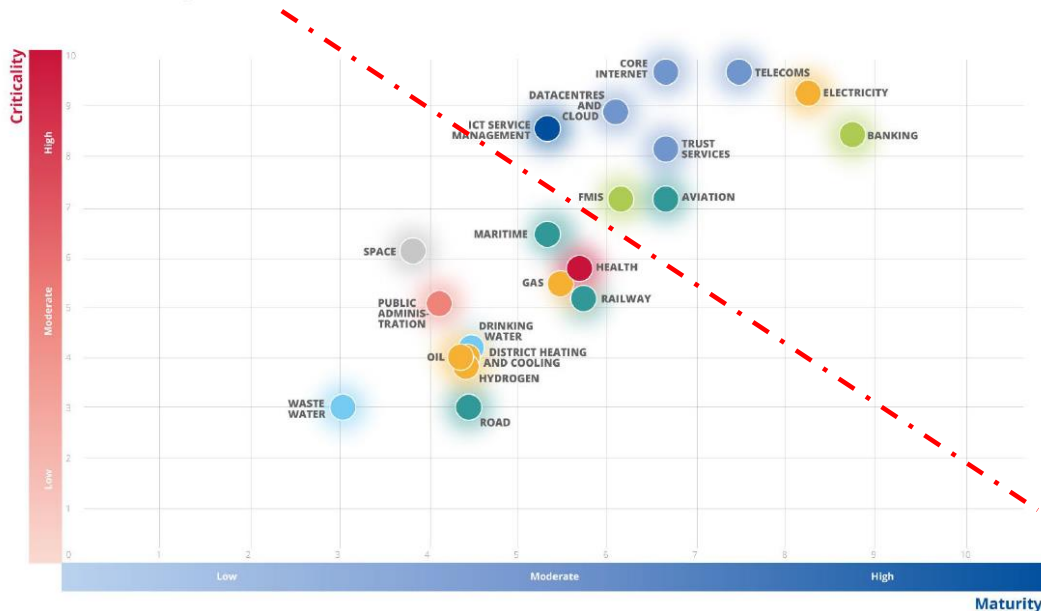 Criticality
High
Moderate
Low
10
9
8
7
6
5
4
3
2
1
0
CORE
INTERNET
TELECOMS
ELECTRICITY
DATACENTRES
AND
CLOUD
ICT SERVICE
MANAGEMENT
BANKING
TRUST
SERVICES
FMIS
AVIATION
MARITIME
SPACE
HEALTH
GAS
RAILWAY
PUBLIC
ADMINIS-
TRATION
DRINKING
WATER
OIL
DISTRICT HEATING
AND COOLING
HYDROGEN
WASTE
WATER
ROAD
0
1
2
3
4
5
6
7
8
9
10
Low
Moderate
High
Maturity